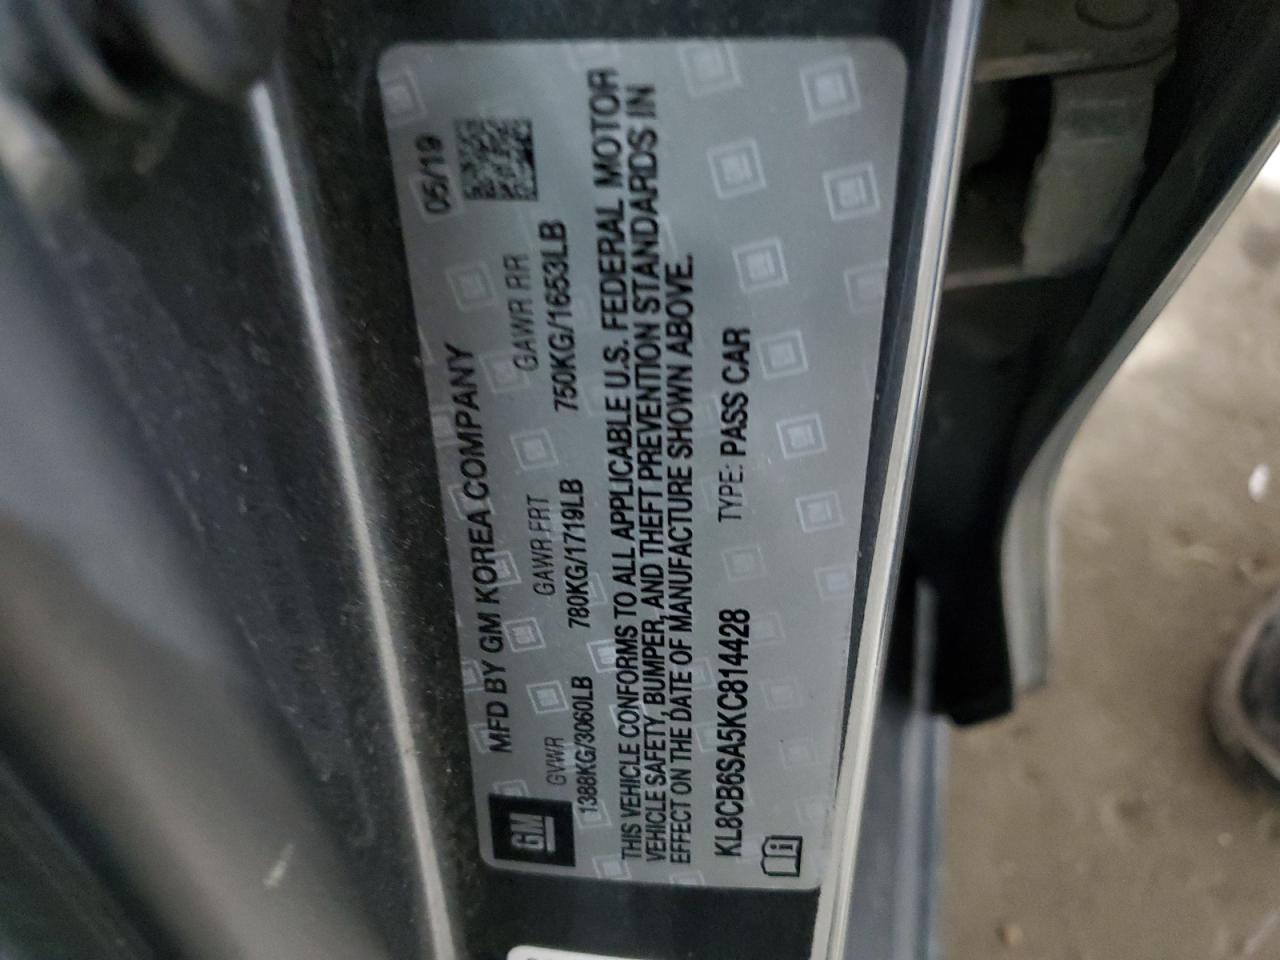 GM
MFD BY GM KOREA COMPANY 05/19
GVWR GAWR FRT GAWR RR
1388KG/3060LB 780KG/1719LB 750KG/1653LB
THIS VEHICLE CONFORMS TO ALL APPLICABLE U.S. FEDERAL MOTOR
VEHICLE SAFETY, BUMPER, AND THEFT PREVENTION STANDARDS IN
EFFECT ON THE DATE OF MANUFACTURE SHOWN ABOVE.
KL8CB6SA5KC814428 TYPE: PASS CAR